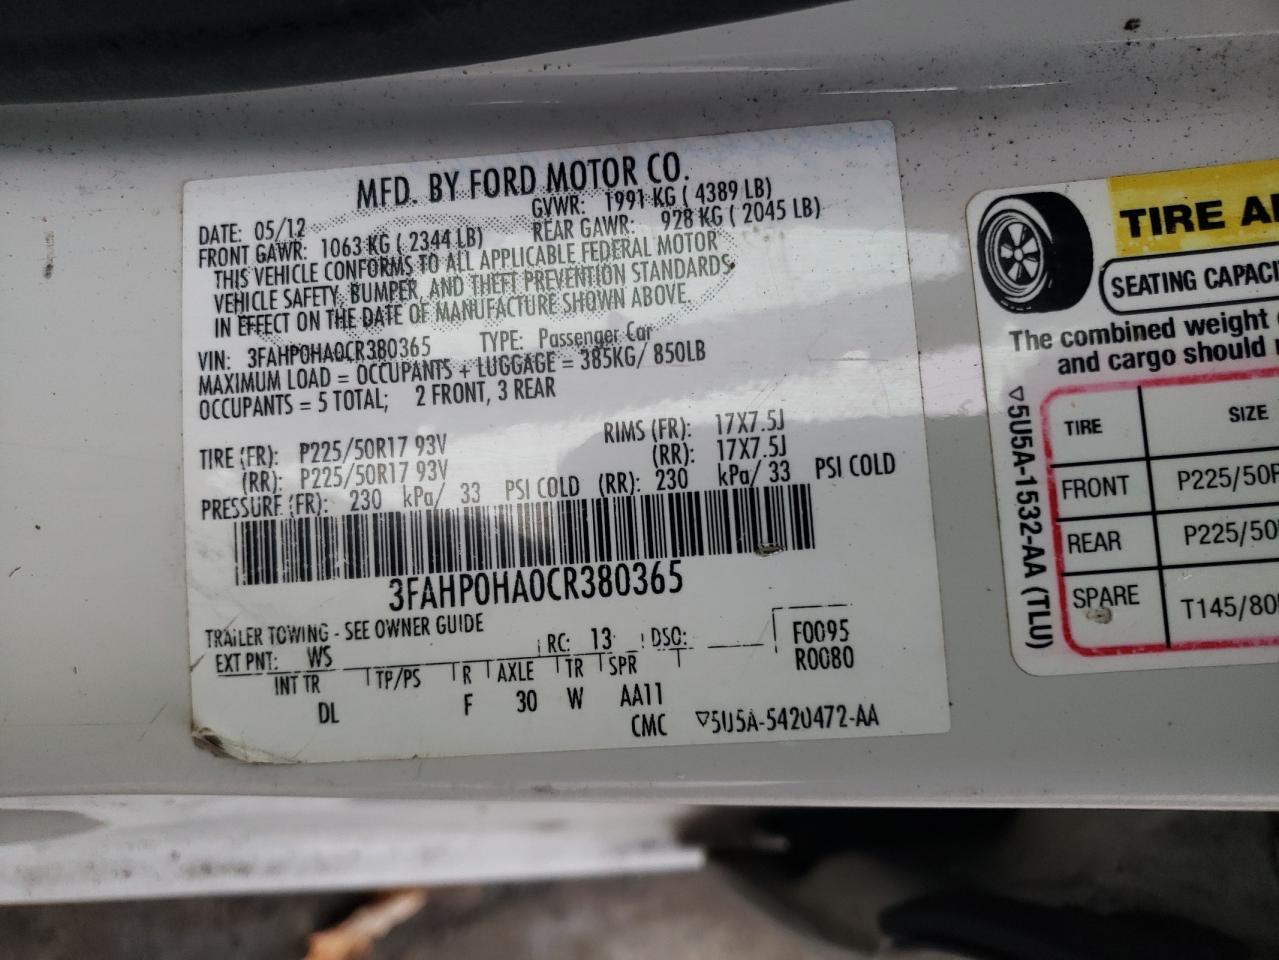 MFD. BY FORD MOTOR CO.
DATE: 05/12 GVWR: 1991 KG ( 4389 LB)
FRONT GAWR: 1063 KG ( 2344 LB) REAR GAWR: 928 KG ( 2045 LB)
THIS VEHICLE CONFORMS TO ALL APPLICABLE FEDERAL MOTOR
VEHICLE SAFETY, BUMPER, AND THEFT PREVENTION STANDARDS
IN EFFECT ON THE DATE OF MANUFACTURE SHOWN ABOVE
VIN: 3FAHP0HA0CR380365 TYPE: Passenger Car
MAXIMUM LOAD = OCCUPANTS + LUGGAGE = 385KG/ 850LB
OCCUPANTS = 5 TOTAL; 2 FRONT, 3 REAR
TIRE (FR): P225/50R17 93V RIMS (FR): 17X7.5J
(RR): P225/50R17 93V (RR): 17X7.5J
PRESSURE (FR): 230 kPa/ 33 PSI COLD (RR): 230 kPa/ 33 PSI COLD
3FAHP0HA0CR380365
TRAILER TOWING - SEE OWNER GUIDE
EXT PNT: WS RC: 13 DSO: F0095
R0080
INT TR TP/PS R AXLE TR SPR
DL F 30 W AA11
CMC ▽5U5A-5420472-AA
TIRE A
SEATING CAPACI
The combined weight
and cargo should
▽5U5A-1532-AA (TLU)
TIRE SIZE
FRONT P225/50R
REAR P225/50
SPARE T145/80